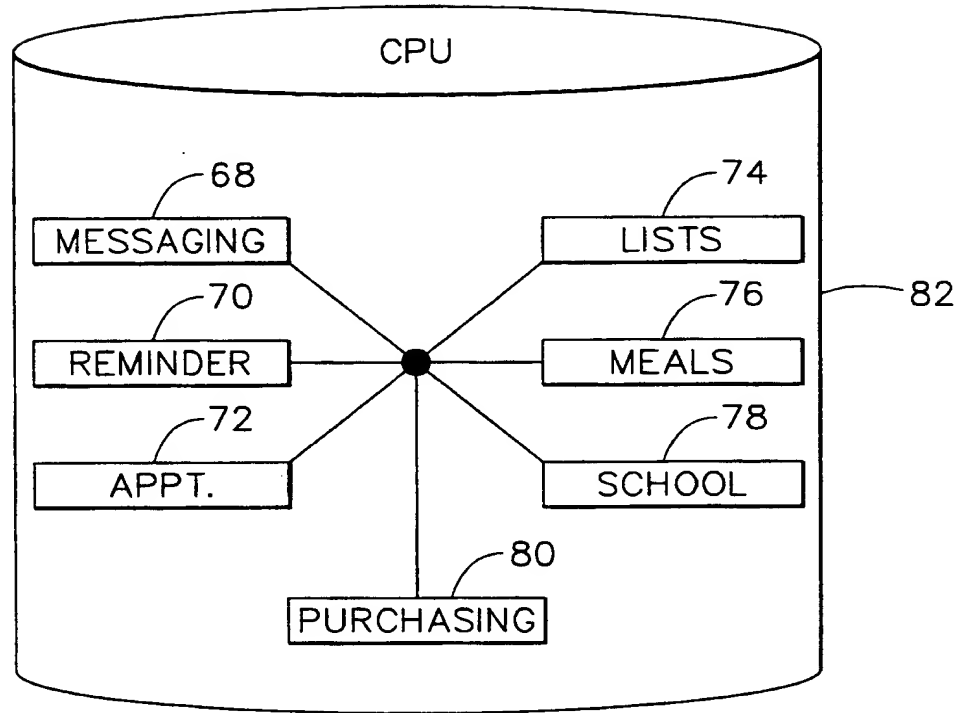 CPU
68
MESSAGING
74
LISTS
70
REMINDER
76
MEALS
82
72
APPT.
78
SCHOOL
80
PURCHASING